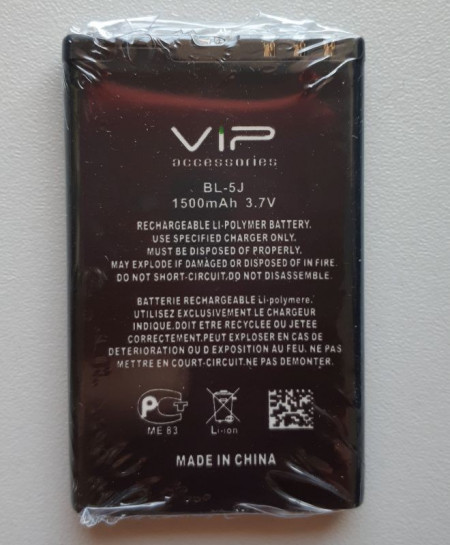 ViP
accessories
BL-5J
1500mAh 3.7V
RECHARGEABLE LI-POLYMER BATTERY.
USE SPECIFIED CHARGER ONLY.
MUST BE DISPOSED OF PROPERLY.
MAY EXPLODE IF DAMAGED OR DISPOSED OF IN FIRE.
DO NOT SHORT-CIRCUIT.DO NOT DISASSEMBLE.
BATTERIE RECHARGEABLE Li-polymere.
UTILISEZ EXCLUSIVEMENT LE CHARGEUR
INDIQUE.DOIT ETRE RECYCLEE OU JETEE
CORRECTEMENT.PEUT EXPLOSER EN CAS DE
DETERIORATION OU D EXPOSITION AU FEU. NE PAS
METTRE EN COURT-CIRCUIT.NE PAS DEMONTER.
ME 83
Li-ion
MADE IN CHINA